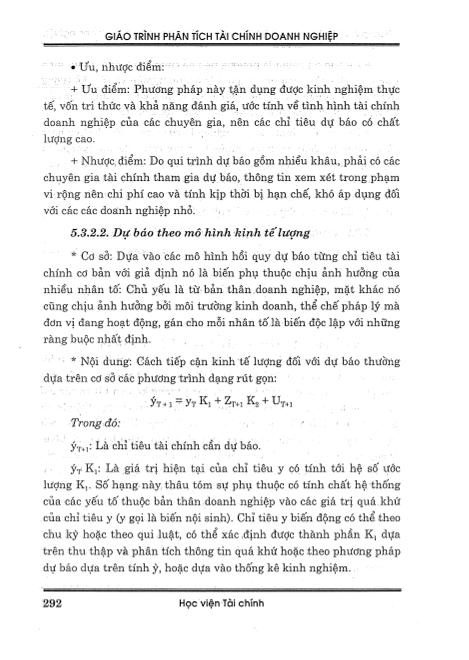 GIÁO TRÌNH PHÂN TÍCH TÀI CHÍNH DOANH NGHIỆP
• Ưu, nhược điểm:
+ Ưu điểm: Phương pháp này tận dụng được kinh nghiệm thực
tế, vốn tri thức và khả năng đánh giá, ước tính về tình hình tài chính
doanh nghiệp của các chuyên gia, nên các chỉ tiêu dự báo có chất
lượng cao.
+ Nhược điểm: Do qui trình dự báo gồm nhiều khâu, phải có các
chuyên gia tài chính tham gia dự báo, thông tin xem xét trong phạm
vi rộng nên chi phí cao và tính kịp thời bị hạn chế, khó áp dụng đối
với các các doanh nghiệp nhỏ.
5.3.2.2. Dự báo theo mô hình kinh tế lượng
* Cơ sở: Dựa vào các mô hình hồi quy dự báo từng chỉ tiêu tài
chính cơ bản với giả định nó là biến phụ thuộc chịu ảnh hưởng của
nhiều nhân tố: Chủ yếu là từ bản thân doanh nghiệp, mặt khác nó
cũng chịu ảnh hưởng bởi môi trường kinh doanh, thể chế pháp lý mà
đơn vị đang hoạt động, gán cho mỗi nhân tố là biến độc lập với những
ràng buộc nhất định.
* Nội dung: Cách tiếp cận kinh tế lượng đối với dự báo thường
dựa trên cơ sở các phương trình dạng rút gọn:
ý_{T+1} = y_T K₁ + Z_{T+1} K₂ + U_{T+1}
Trong đó:
ý_{T+1}: Là chỉ tiêu tài chính cần dự báo.
ý_T K₁: Là giá trị hiện tại của chỉ tiêu y có tính tới hệ số ước
lượng K₁. Số hạng này thâu tóm sự phụ thuộc có tính chất hệ thống
của các yếu tố thuộc bản thân doanh nghiệp vào các giá trị quá khứ
của chỉ tiêu y (y gọi là biến nội sinh). Chỉ tiêu y biến động có thể theo
chu kỳ hoặc theo qui luật, có thể xác định được thành phần K₁ dựa
trên thu thập và phân tích thông tin quá khứ hoặc theo phương pháp
dự báo dựa trên tính ỳ, hoặc dựa vào thống kê kinh nghiệm.
292 Học viện Tài chính